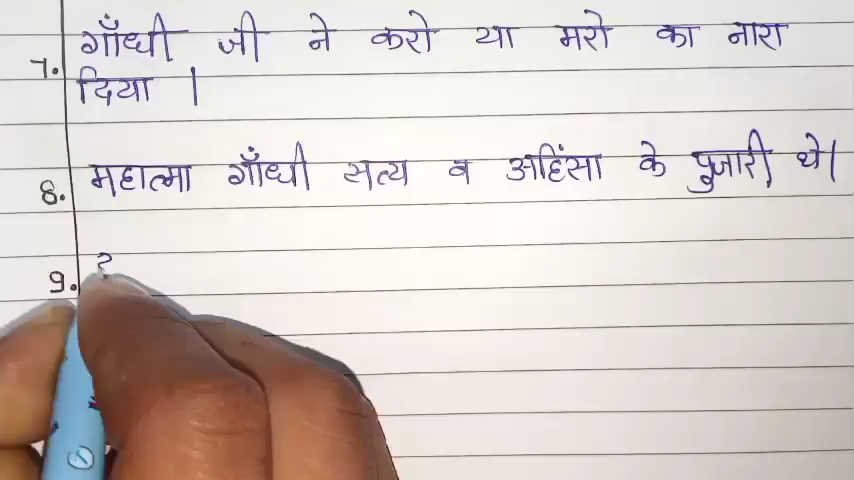 7. गाँधी जी ने करो या मरो का नारा
दिया |
8. महात्मा गाँधी सत्य व अहिंसा के पुजारी थे |
9.